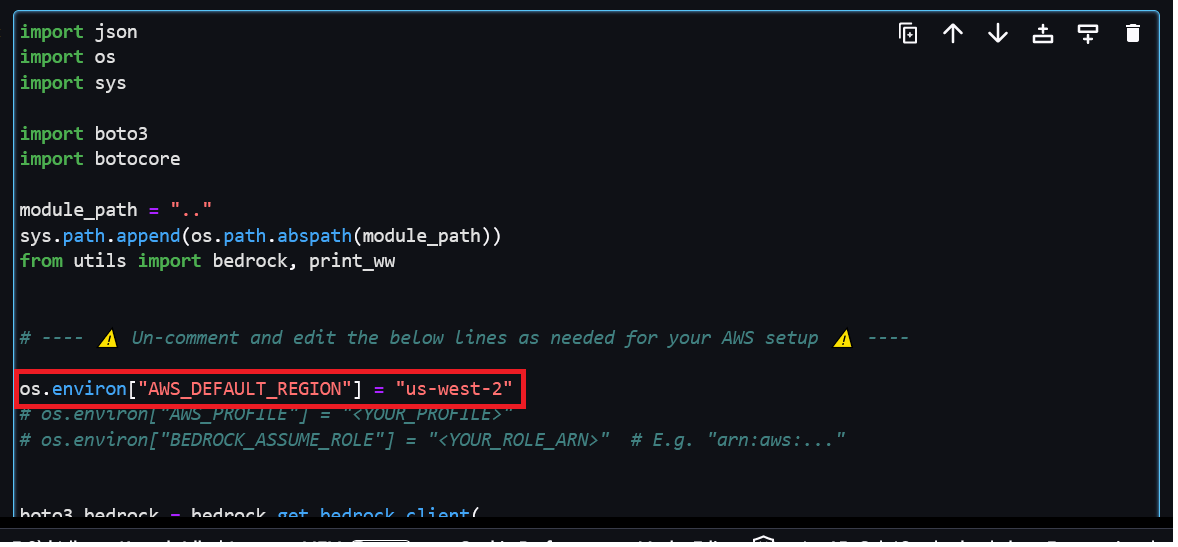 import json
import os
import sys
import boto3
import botocore
module_path = ".."
sys.path.append(os.path.abspath(module_path))
from utils import bedrock, print_ww
# ---- ⚠️ Un-comment and edit the below lines as needed for your AWS setup ⚠️ ----
os.environ["AWS_DEFAULT_REGION"] = "us-west-2"
# os.environ["AWS_PROFILE"] = "<YOUR_PROFILE>"
# os.environ["BEDROCK_ASSUME_ROLE"] = "<YOUR_ROLE_ARN>"  # E.g. "arn:aws:..."
boto3_bedrock = bedrock.get_bedrock_client(